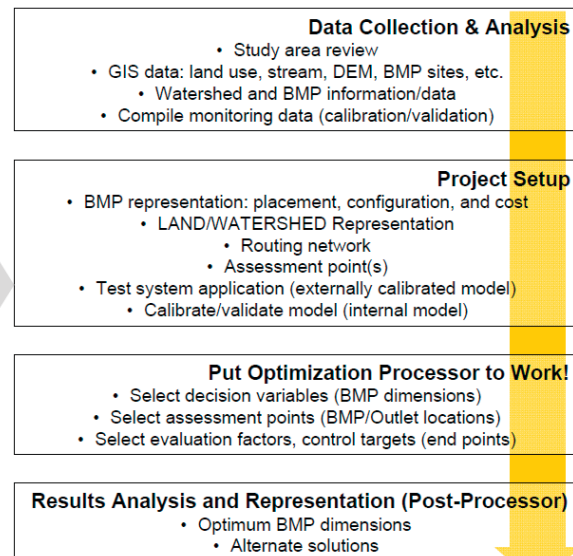 Data Collection & Analysis
• Study area review
• GIS data: land use, stream, DEM, BMP sites, etc.
• Watershed and BMP information/data
• Compile monitoring data (calibration/validation)
Project Setup
• BMP representation: placement, configuration, and cost
• LAND/WATERSHED Representation
• Routing network
• Assessment point(s)
• Test system application (externally calibrated model)
• Calibrate/validate model (internal model)
Put Optimization Processor to Work!
• Select decision variables (BMP dimensions)
• Select assessment points (BMP/Outlet locations)
• Select evaluation factors, control targets (end points)
Results Analysis and Representation (Post-Processor)
• Optimum BMP dimensions
• Alternate solutions